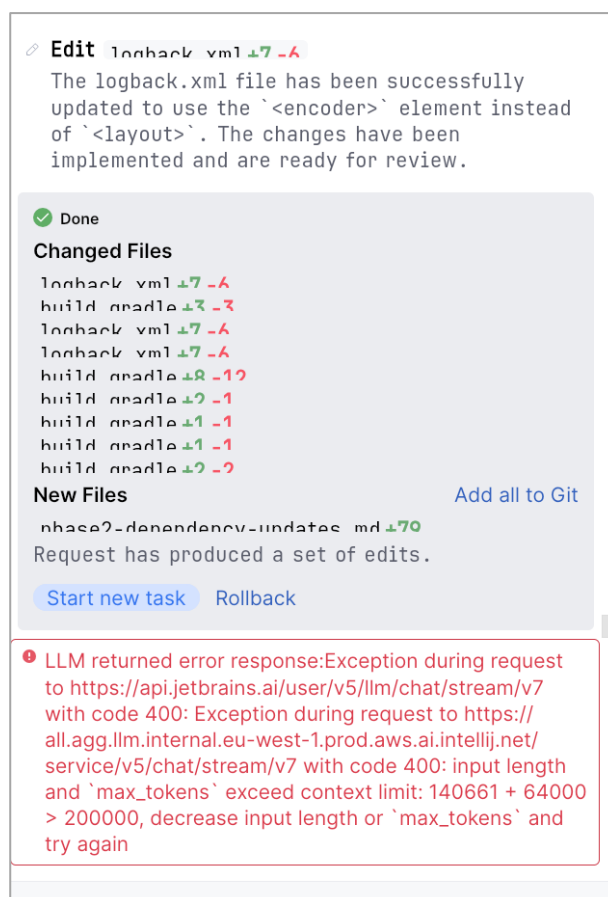 Edit logback.xml +7 -6
The logback.xml file has been successfully
updated to use the `<encoder>` element instead
of `<layout>`. The changes have been
implemented and are ready for review.
Done
Changed Files
logback.xml +7 -6
build.gradle +3 -3
logback.xml +7 -6
logback.xml +7 -6
build.gradle +8 -12
build.gradle +2 -1
build.gradle +1 -1
build.gradle +1 -1
build.gradle +2 -2
New Files Add all to Git
phase2-dependency-updates.md +79
Request has produced a set of edits.
Start new task Rollback
LLM returned error response:Exception during request
to https://api.jetbrains.ai/user/v5/llm/chat/stream/v7
with code 400: Exception during request to https://
all.agg.llm.internal.eu-west-1.prod.aws.ai.intellij.net/
service/v5/chat/stream/v7 with code 400: input length
and `max_tokens` exceed context limit: 140661 + 64000
> 200000, decrease input length or `max_tokens` and
try again